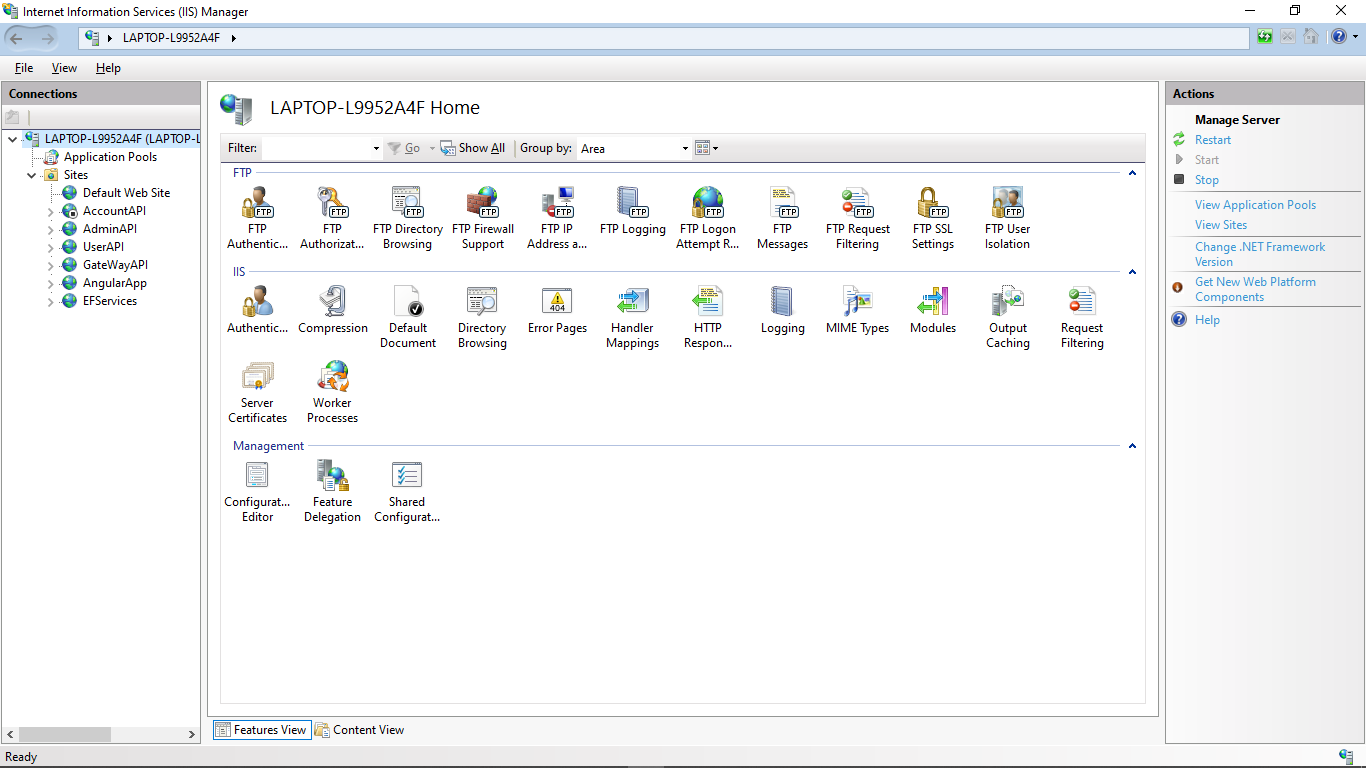 Internet Information Services (IIS) Manager
LAPTOP-L9952A4F
File View Help
Connections
LAPTOP-L9952A4F (LAPTOP-L
Application Pools
Sites
Default Web Site
AccountAPI
AdminAPI
UserAPI
GateWayAPI
AngularApp
EFServices
LAPTOP-L9952A4F Home
Filter: Go Show All Group by: Area
FTP
FTP Authentic...
FTP Authorizat...
FTP Directory Browsing
FTP Firewall Support
FTP IP Address a...
FTP Logging
FTP Logon Attempt R...
FTP Messages
FTP Request Filtering
FTP SSL Settings
FTP User Isolation
IIS
Authentic...
Compression
Default Document
Directory Browsing
404
Error Pages
Handler Mappings
HTTP Respon...
Logging
MIME Types
Modules
Output Caching
Request Filtering
Server Certificates
Worker Processes
Management
Configurat... Editor
Feature Delegation
Shared Configurat...
Features View Content View
Actions
Manage Server
Restart
Start
Stop
View Application Pools
View Sites
Change .NET Framework
Version
Get New Web Platform
Components
Help
Ready